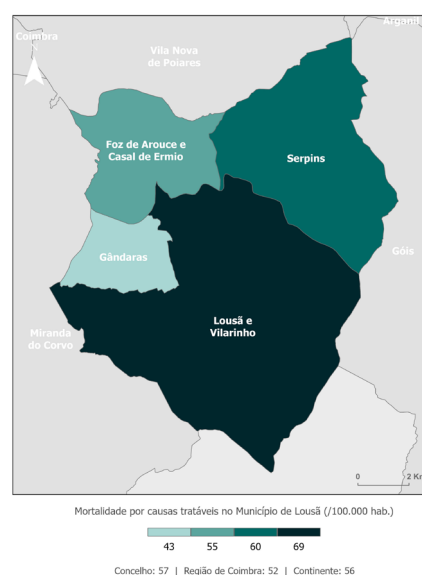 Arganil
Coimbra
N
Vila Nova
de Poiares
Foz de Arouce e
Casal de Ermio
Serpins
Góis
Gândaras
Lousã e
Vilarinho
Miranda
do Corvo
0 2 Km
Mortalidade por causas tratáveis no Município de Lousã (/100.000 hab.)
43 55 60 69
Concelho: 57 | Região de Coimbra: 52 | Continente: 56